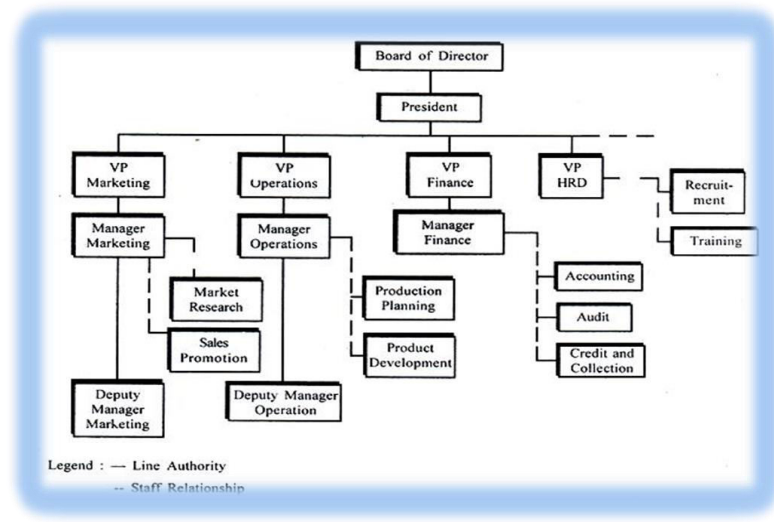 Board of Director
President
VP
Marketing
VP
Operations
VP
Finance
VP
HRD
Recruit-
ment
Training
Manager
Marketing
Manager
Operations
Manager
Finance
Market
Research
Sales
Promotion
Production
Planning
Product
Development
Accounting
Audit
Credit and
Collection
Deputy
Manager
Marketing
Deputy Manager
Operation
Legend : — Line Authority
-- Staff Relationship